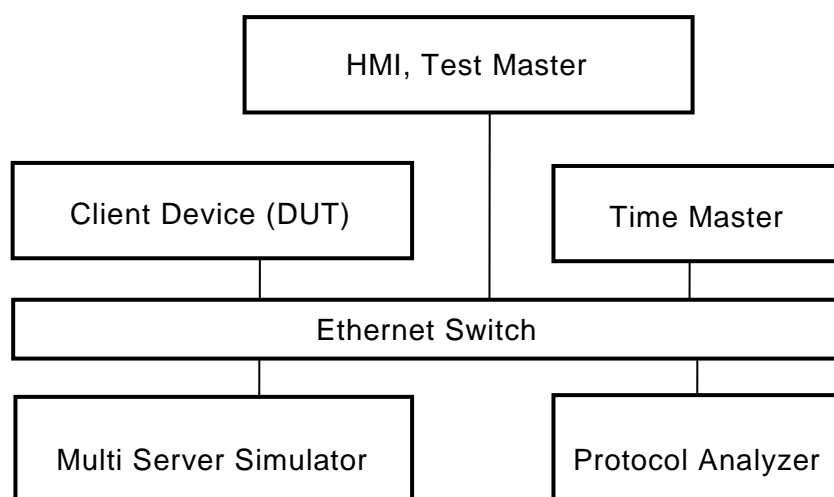 HMI, Test Master
Client Device (DUT)
Time Master
Ethernet Switch
Multi Server Simulator
Protocol Analyzer